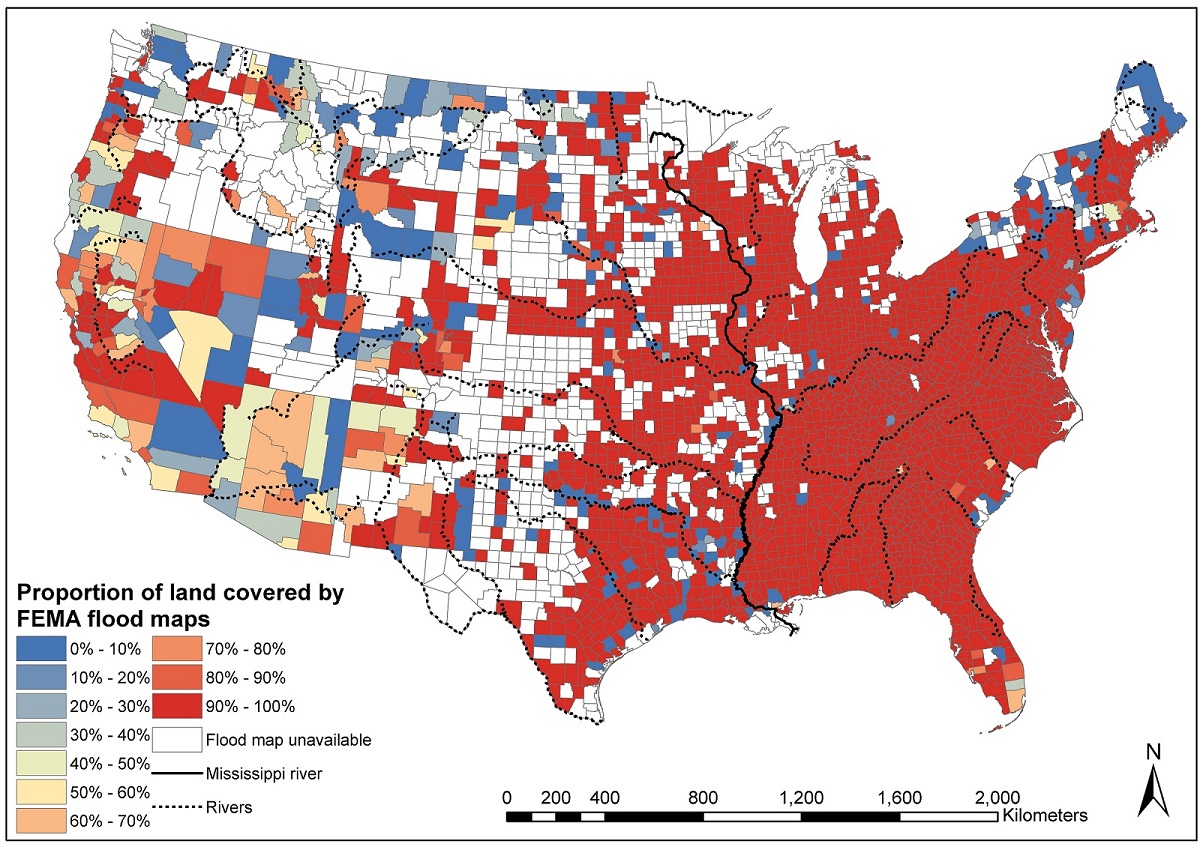 Proportion of land covered by
FEMA flood maps
0% - 10%
10% - 20%
20% - 30%
30% - 40%
40% - 50%
50% - 60%
60% - 70%
70% - 80%
80% - 90%
90% - 100%
Flood map unavailable
Mississippi river
Rivers
0 200 400 800 1,200 1,600 2,000
Kilometers
N